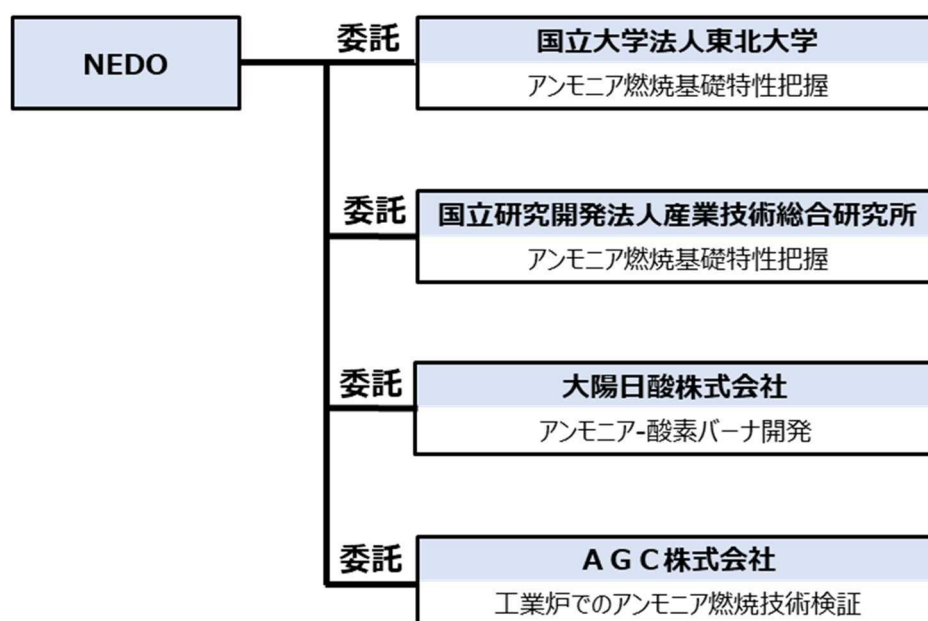 NEDO
委託
国立大学法人東北大学
アンモニア燃焼基礎特性把握
委託
国立研究開発法人産業技術総合研究所
アンモニア燃焼基礎特性把握
委託
大陽日酸株式会社
アンモニア-酸素バーナ開発
委託
ＡＧＣ株式会社
工業炉でのアンモニア燃焼技術検証